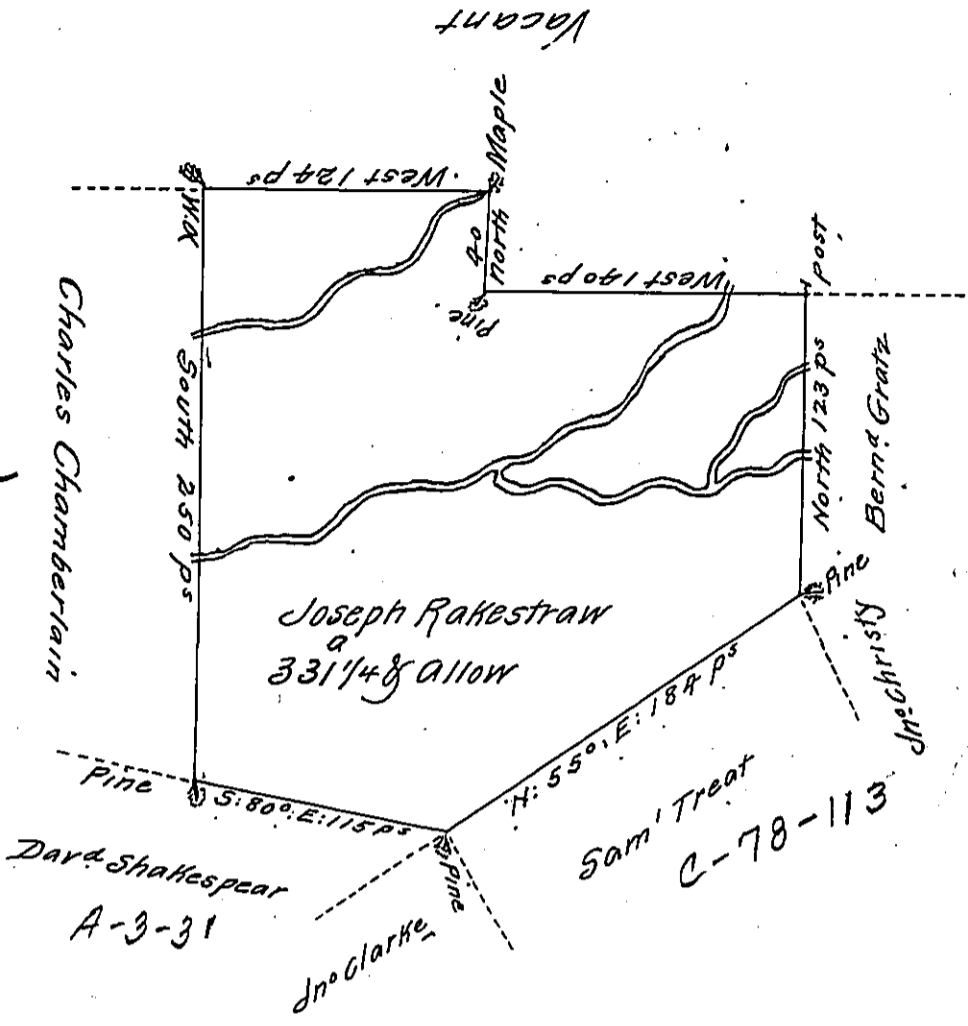 Vacant
Maple
West 124 ps
W.o
40
North
Pine
West 140 ps
post
North 123 ps
Bernd Gratz
Charles Chamberlain
South 250 ps
Joseph Rakestraw
a
331 1/4 & Allow
Pine
Jno Christy
N: 55°: E: 184 ps
Pine
S: 80°: E: 115 ps
Pine
Sam'l Treat
C-78-113
Davd Shakespear
A-3-31
Jno Clarke